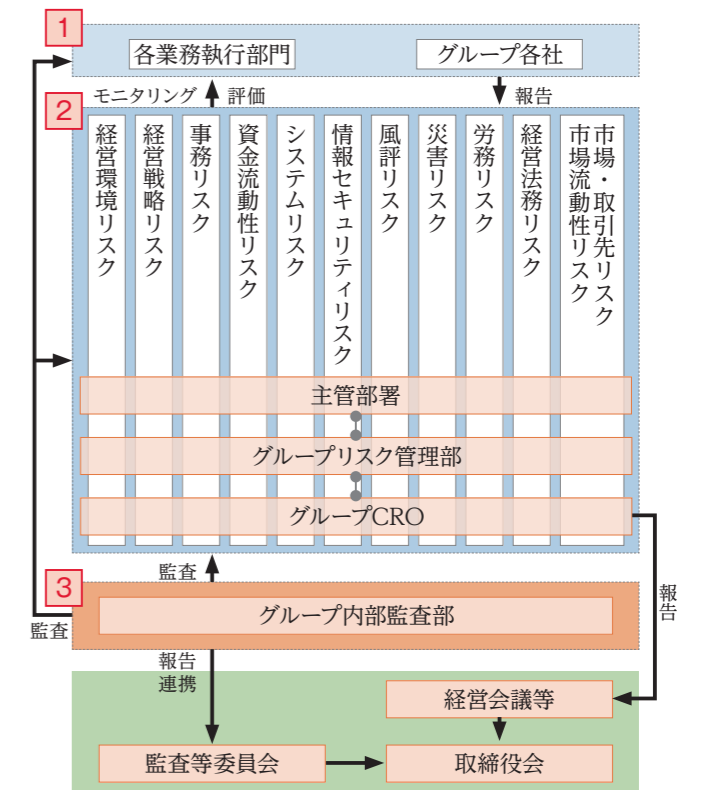 1
各業務執行部門
グループ各社
モニタリング
評価
報告
2
経営環境リスク
経営戦略リスク
事務リスク
資金流動性リスク
システムリスク
情報セキュリティリスク
風評リスク
災害リスク
労務リスク
経営法務リスク
市場・取引先リスク
市場流動性リスク
主管部署
グループリスク管理部
グループCRO
監査
3
グループ内部監査部
監査
報告
報告
連携
経営会議等
監査等委員会
取締役会